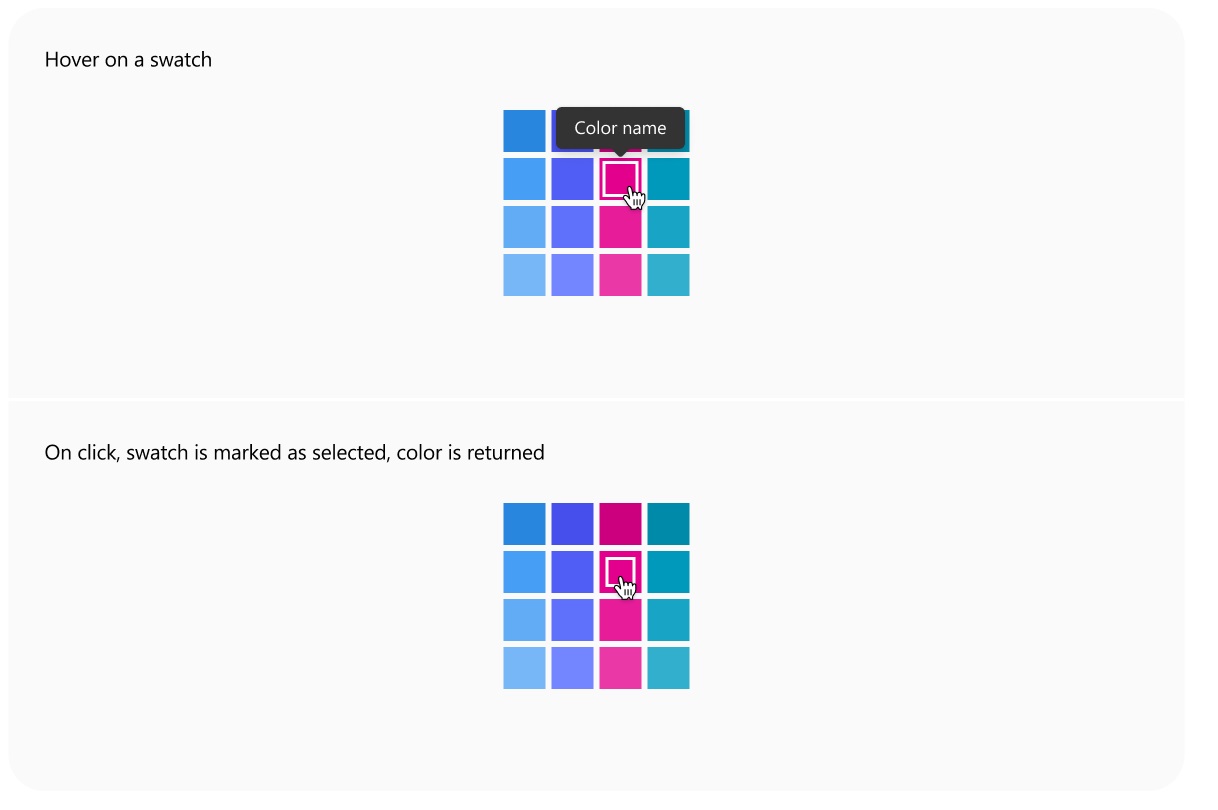 Hover on a swatch
Color name
On click, swatch is marked as selected, color is returned